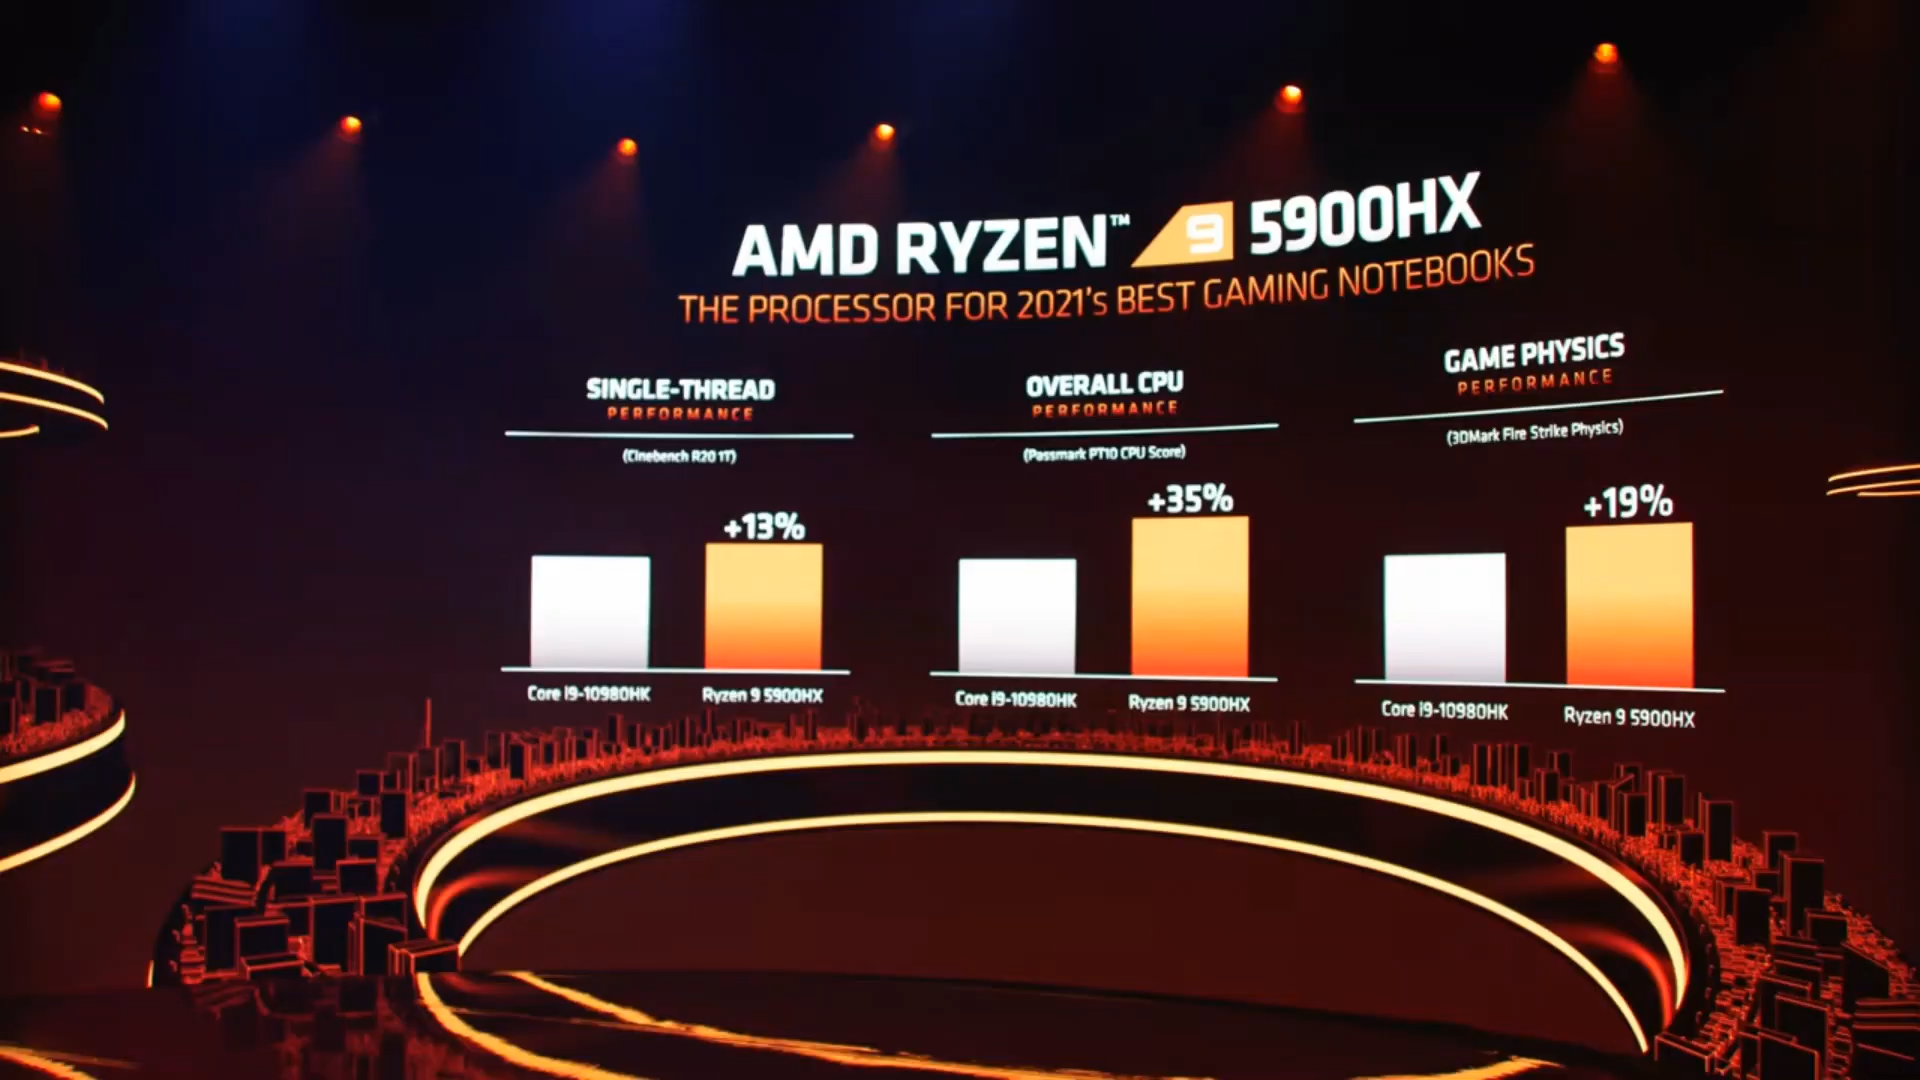 AMD RYZEN™ 9 5900HX
THE PROCESSOR FOR 2021's BEST GAMING NOTEBOOKS
SINGLE-THREAD
PERFORMANCE
(Cinebench R20 1T)
+13%
Core i9-10980HK
Ryzen 9 5900HX
OVERALL CPU
PERFORMANCE
(Passmark PT10 CPU Score)
+35%
Core i9-10980HK
Ryzen 9 5900HX
GAME PHYSICS
PERFORMANCE
(3DMark Fire Strike Physics)
+19%
Core i9-10980HK
Ryzen 9 5900HX